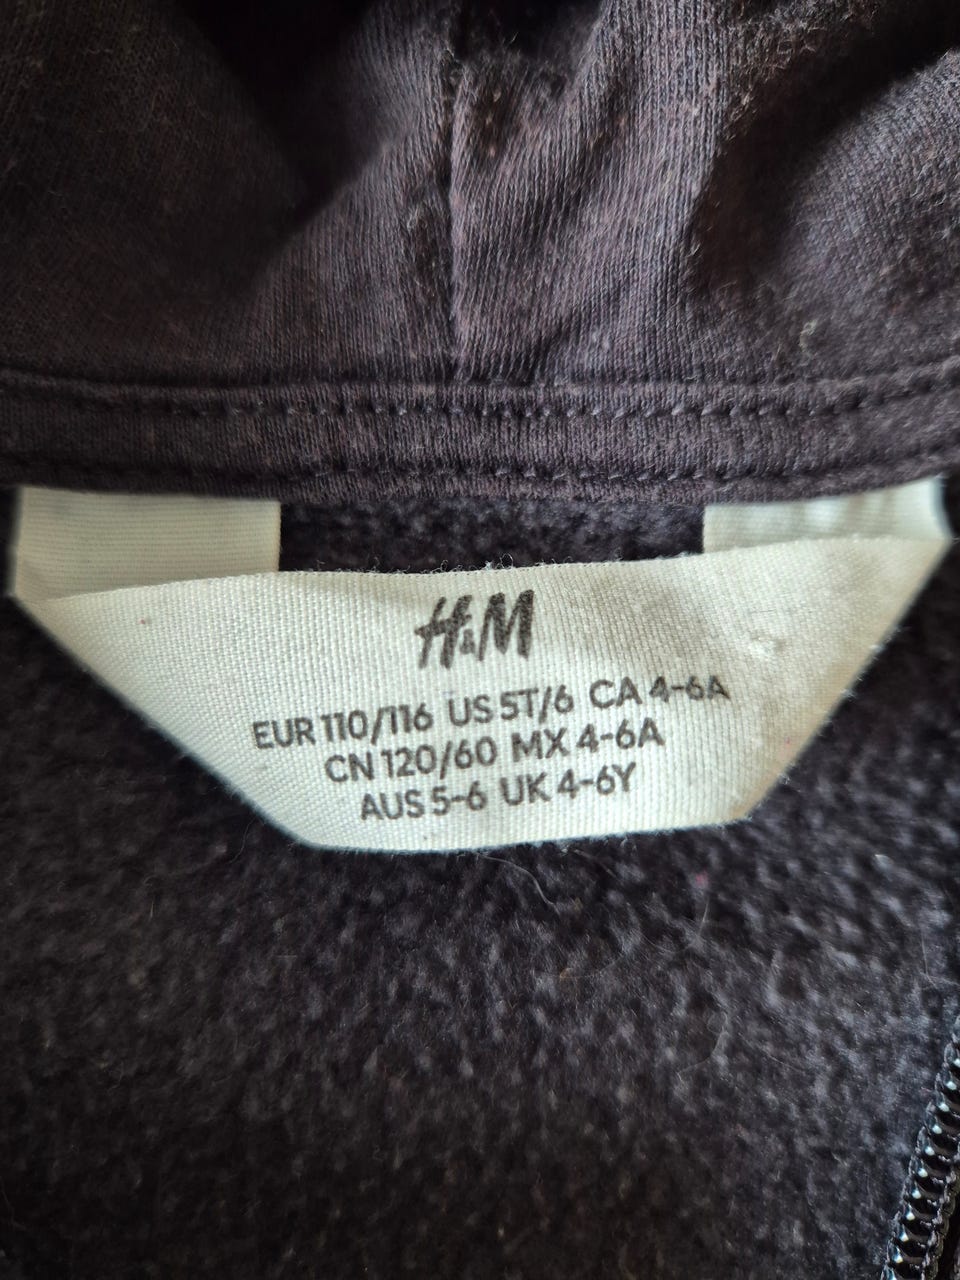 H&M
EUR 110/116 US 5T/6 CA 4-6A
CN 120/60 MX 4-6A
AUS 5-6 UK 4-6Y